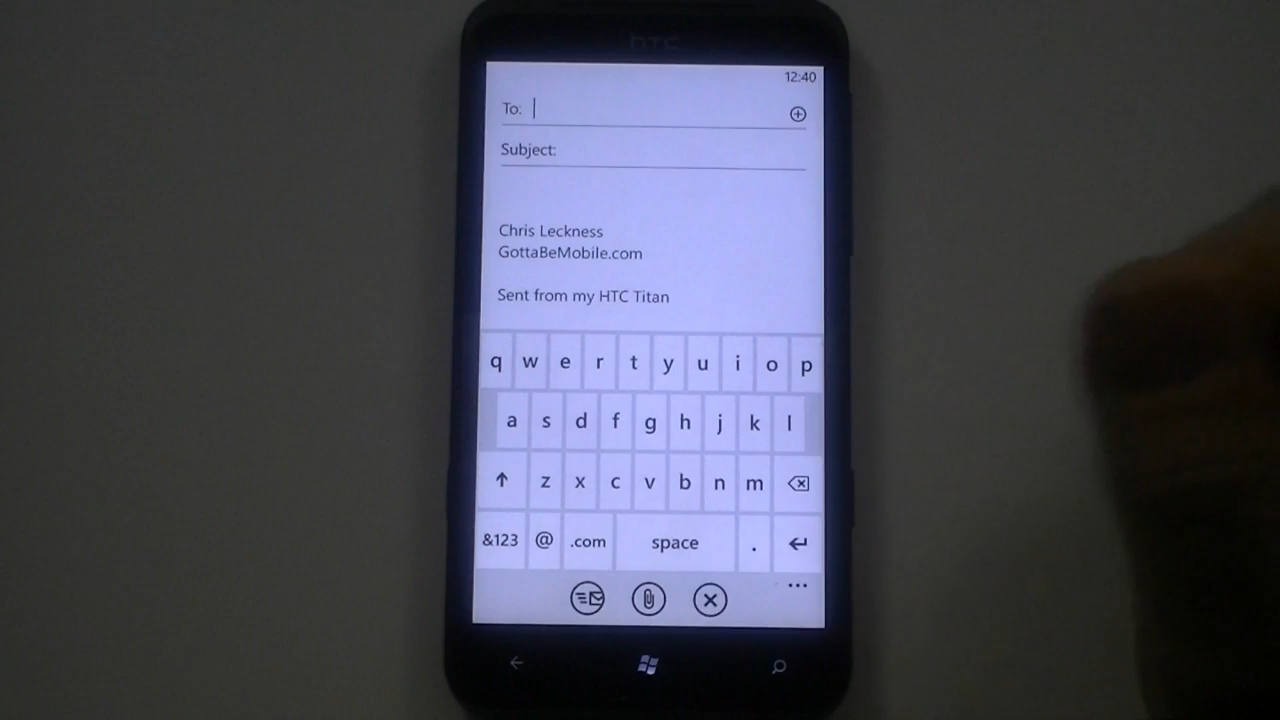 hTC
12:40
To:
Subject:
Chris Leckness
GottaBeMobile.com
Sent from my HTC Titan
q w e r t y u i o p
a s d f g h j k l
z x c v b n m
&123 @ .com space .